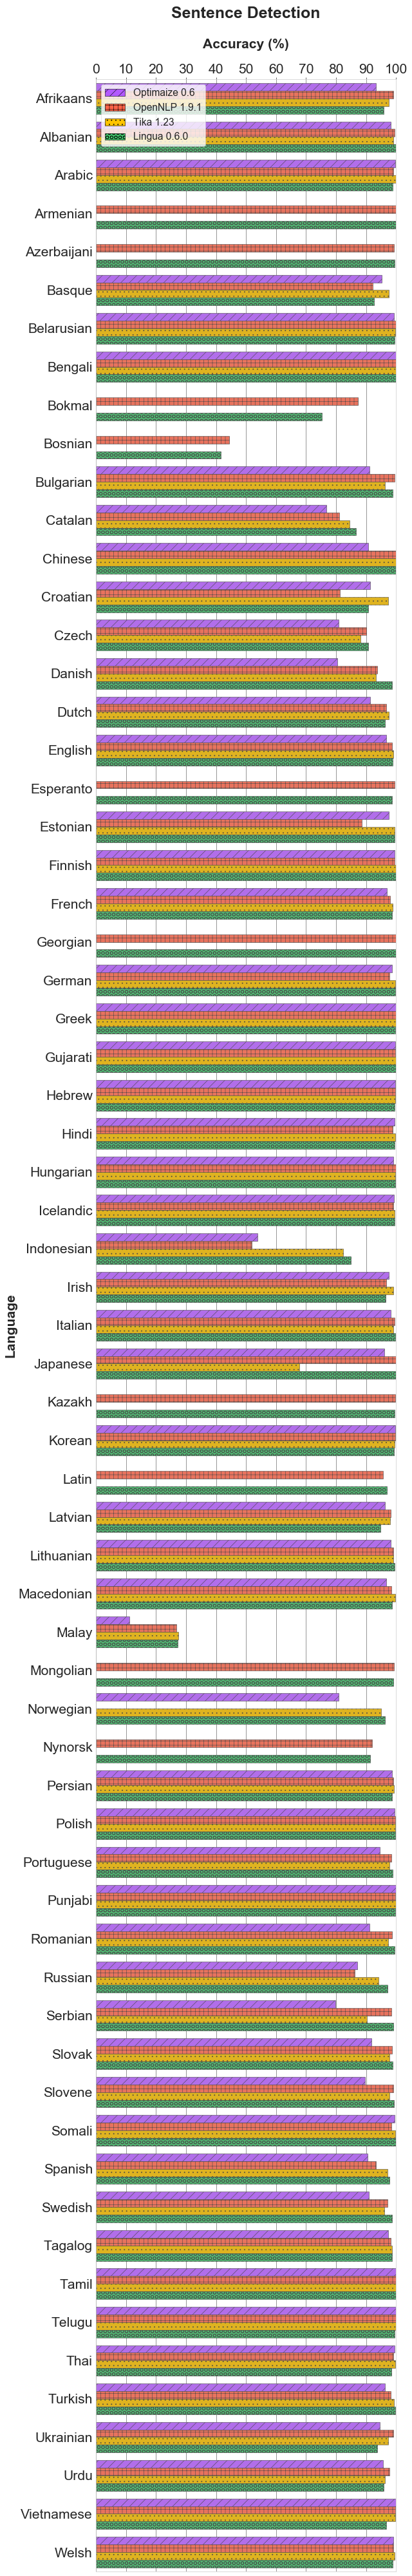 Sentence Detection
Accuracy (%)
0 10 20 30 40 50 60 70 80 90 100
Optimaize 0.6
OpenNLP 1.9.1
Tika 1.23
Lingua 0.6.0
Afrikaans
Albanian
Arabic
Armenian
Azerbaijani
Basque
Belarusian
Bengali
Bokmal
Bosnian
Bulgarian
Catalan
Chinese
Croatian
Czech
Danish
Dutch
English
Esperanto
Estonian
Finnish
French
Georgian
German
Greek
Gujarati
Hebrew
Hindi
Hungarian
Icelandic
Indonesian
Irish
Language
Italian
Japanese
Kazakh
Korean
Latin
Latvian
Lithuanian
Macedonian
Malay
Mongolian
Norwegian
Nynorsk
Persian
Polish
Portuguese
Punjabi
Romanian
Russian
Serbian
Slovak
Slovene
Somali
Spanish
Swedish
Tagalog
Tamil
Telugu
Thai
Turkish
Ukrainian
Urdu
Vietnamese
Welsh